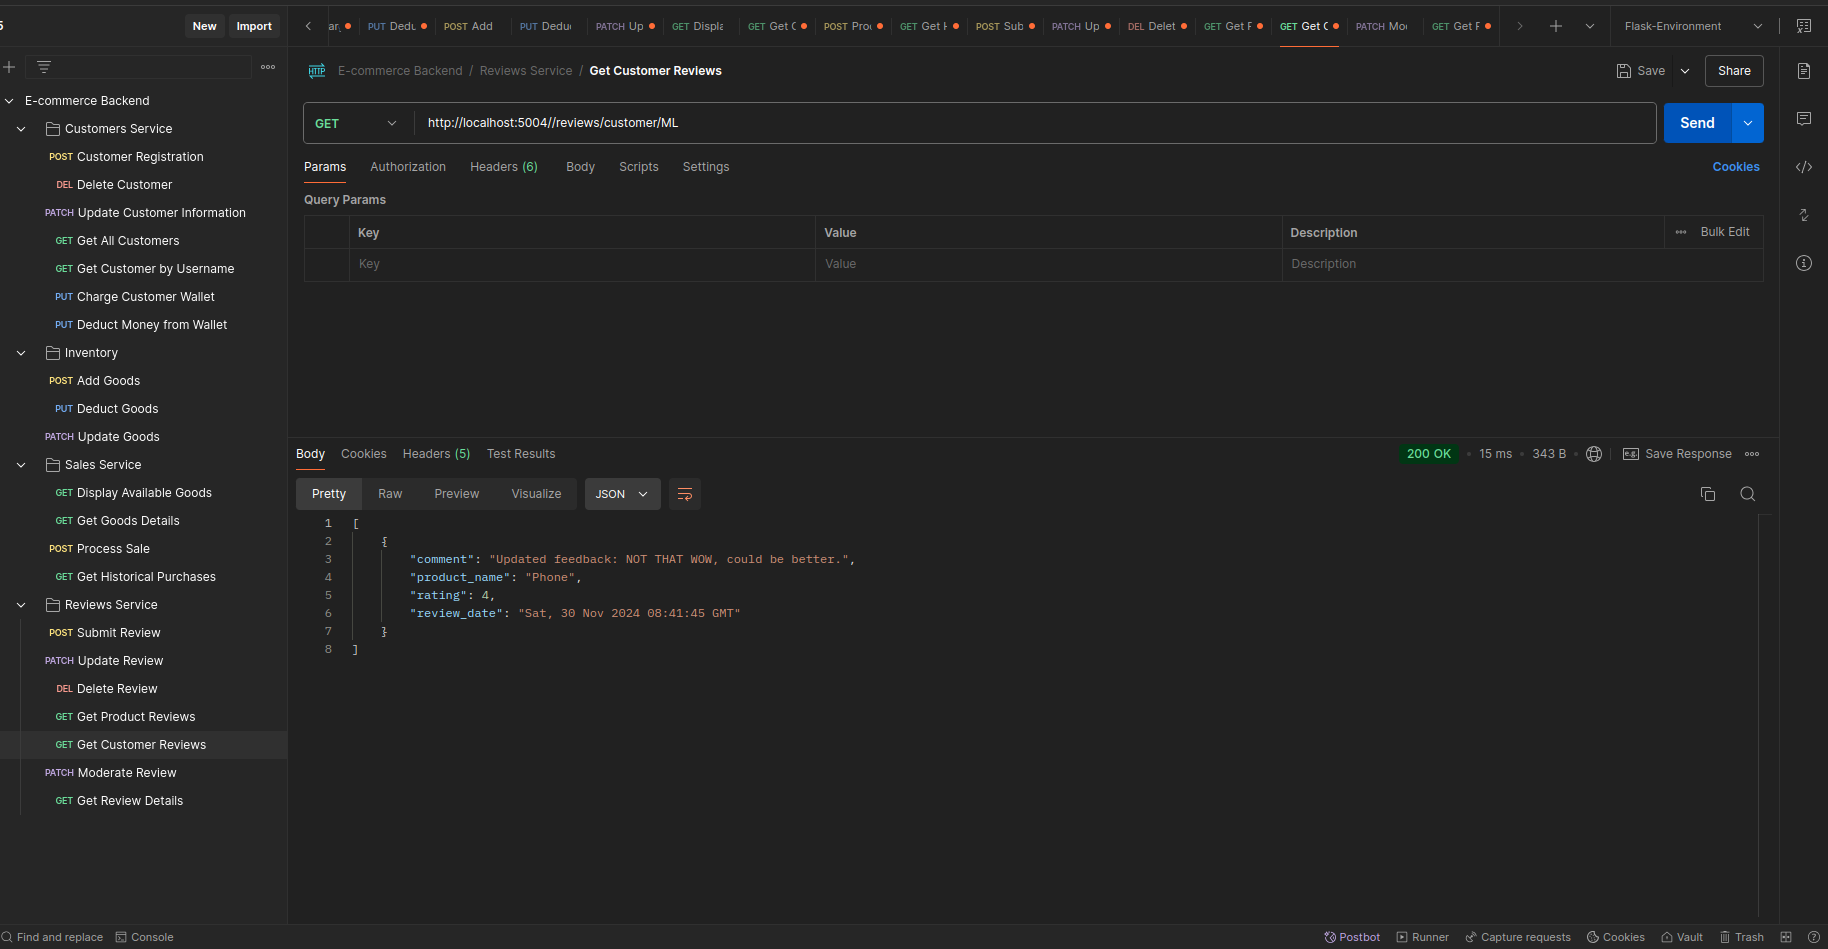 5
New
Import
PUT Dedu
POST Add
PUT Dedu
PATCH Up
GET Displa
GET Get C
POST Pro
GET Get H
POST Sub
PATCH Up
DEL Delet
GET Get F
GET Get C
PATCH Mo
GET Get F
Flask-Environment
E-commerce Backend / Reviews Service / Get Customer Reviews
Save
Share
GET
http://localhost:5004//reviews/customer/ML
Send
Params
Authorization
Headers (6)
Body
Scripts
Settings
Cookies
Query Params
Key
Value
Description
Bulk Edit
Key
Value
Description
E-commerce Backend
Customers Service
POST Customer Registration
DEL Delete Customer
PATCH Update Customer Information
GET Get All Customers
GET Get Customer by Username
PUT Charge Customer Wallet
PUT Deduct Money from Wallet
Inventory
POST Add Goods
PUT Deduct Goods
PATCH Update Goods
Sales Service
GET Display Available Goods
GET Get Goods Details
POST Process Sale
GET Get Historical Purchases
Reviews Service
POST Submit Review
PATCH Update Review
DEL Delete Review
GET Get Product Reviews
GET Get Customer Reviews
PATCH Moderate Review
GET Get Review Details
Body
Cookies
Headers (5)
Test Results
200 OK
15 ms
343 B
Save Response
Pretty
Raw
Preview
Visualize
JSON
1 [
2 {
3 "comment": "Updated feedback: NOT THAT WOW, could be better.",
4 "product_name": "Phone",
5 "rating": 4,
6 "review_date": "Sat, 30 Nov 2024 08:41:45 GMT"
7 }
8 ]
Find and replace
Console
Postbot
Runner
Capture requests
Cookies
Vault
Trash